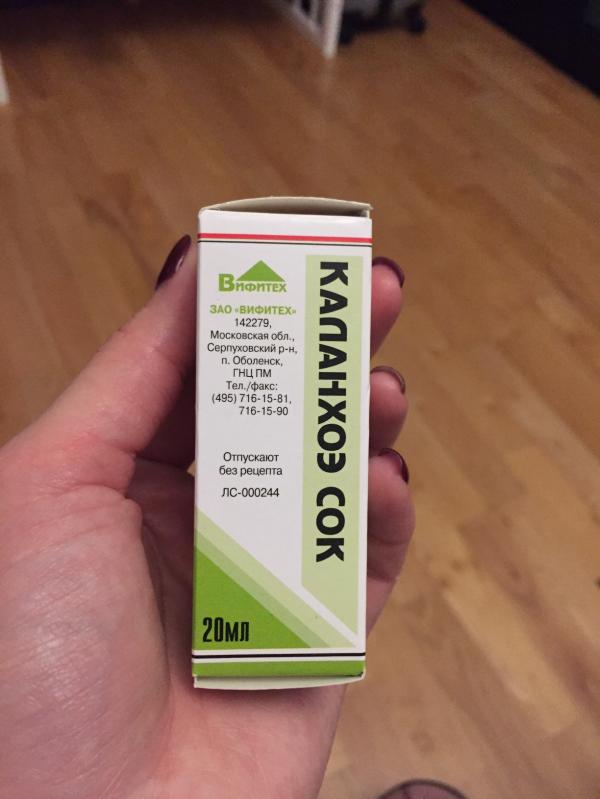 ВИФИТЕХ
ЗАО «ВИФИТЕХ»
142279,
Московская обл.,
Серпуховский р-н,
п. Оболенск,
ГНЦ ПМ
Тел./факс:
(495) 716-15-81,
716-15-90
Отпускают
без рецепта
ЛС-000244
20мл
КАЛАНХОЭ СОК